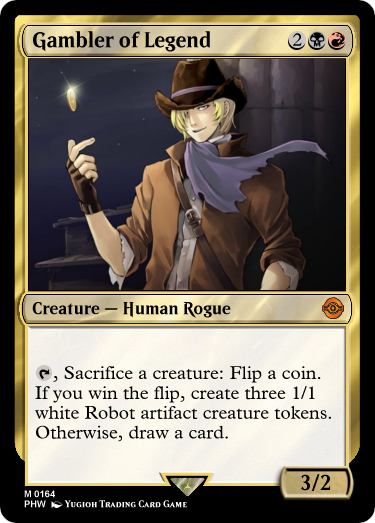 Gambler of Legend 2
Creature — Human Rogue
, Sacrifice a creature: Flip a coin.
If you win the flip, create three 1/1
white Robot artifact creature tokens.
Otherwise, draw a card.
3/2
M 0164
PHW Yugioh Trading Card Game